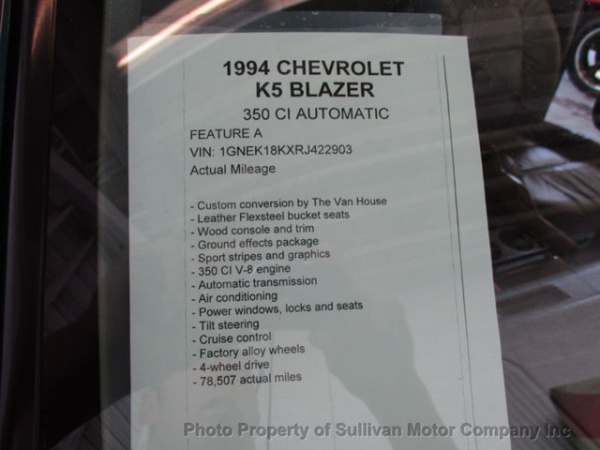 1994 CHEVROLET
K5 BLAZER
350 CI AUTOMATIC
FEATURE A
VIN: 1GNEK18KXRJ422903
Actual Mileage
- Custom conversion by The Van House
- Leather Flexsteel bucket seats
- Wood console and trim
- Ground effects package
- Sport stripes and graphics
- 350 CI V-8 engine
- Automatic transmission
- Air conditioning
- Power windows, locks and seats
- Tilt steering
- Cruise control
- Factory alloy wheels
- 4-wheel drive
- 78,507 actual miles
Photo Property of Sullivan Motor Company Inc